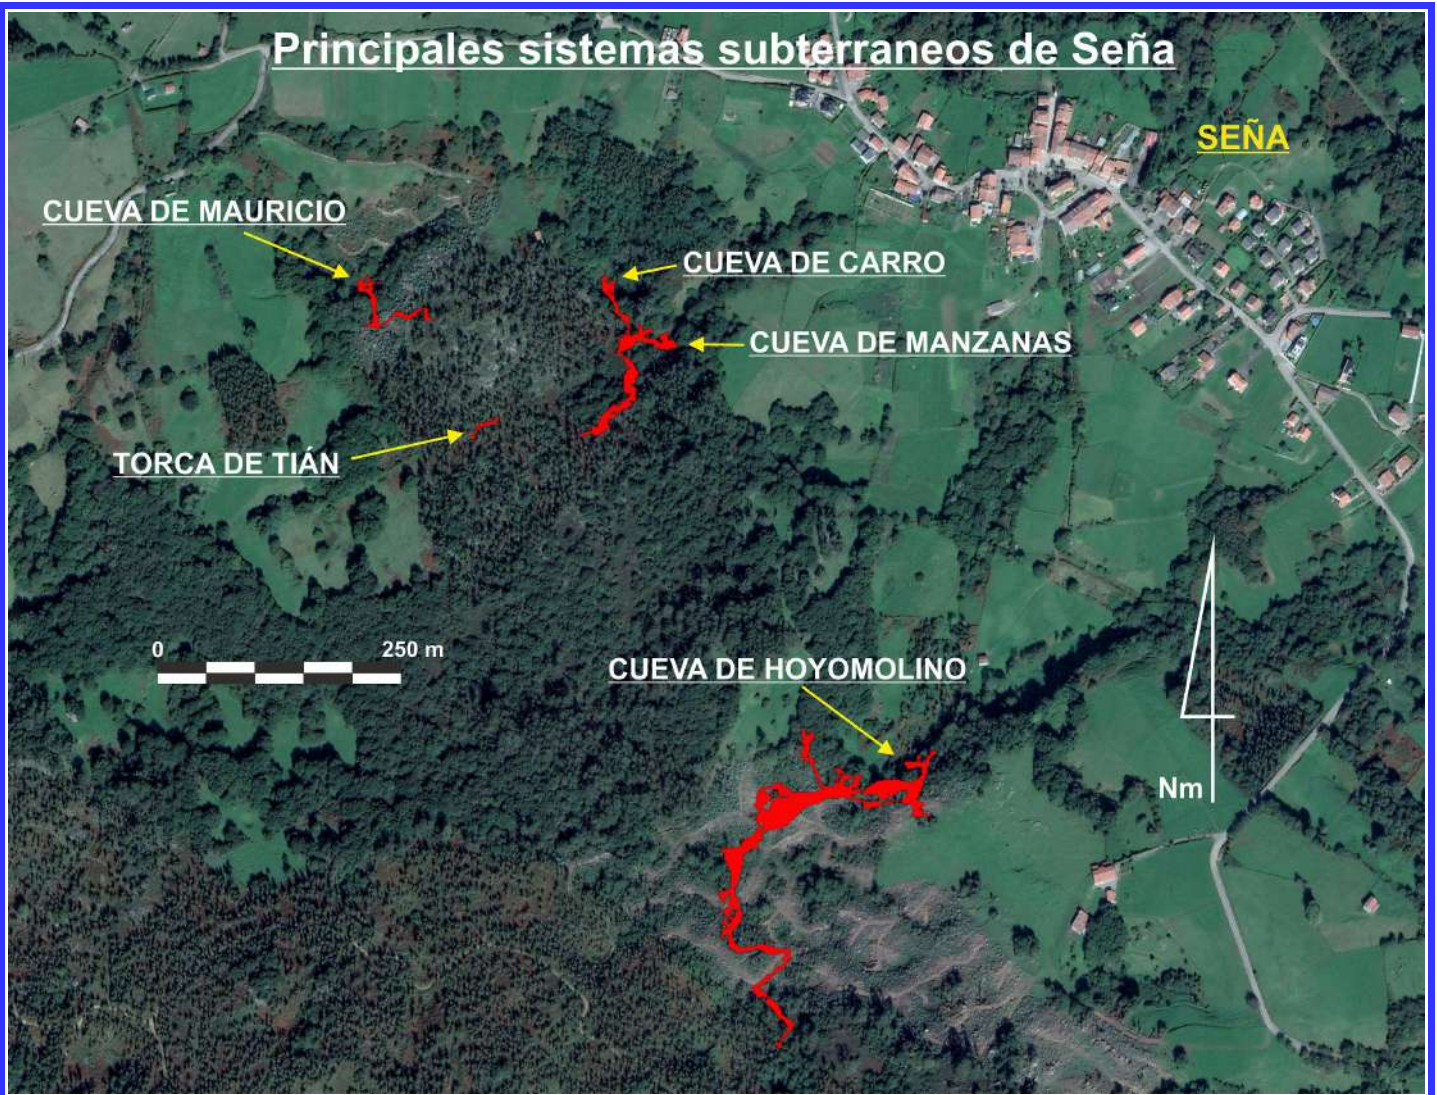 Principales sistemas subterraneos de Seña
SEÑA
CUEVA DE MAURICIO
CUEVA DE CARRO
CUEVA DE MANZANAS
TORCA DE TIÁN
0 250 m
CUEVA DE HOYOMOLINO
Nm